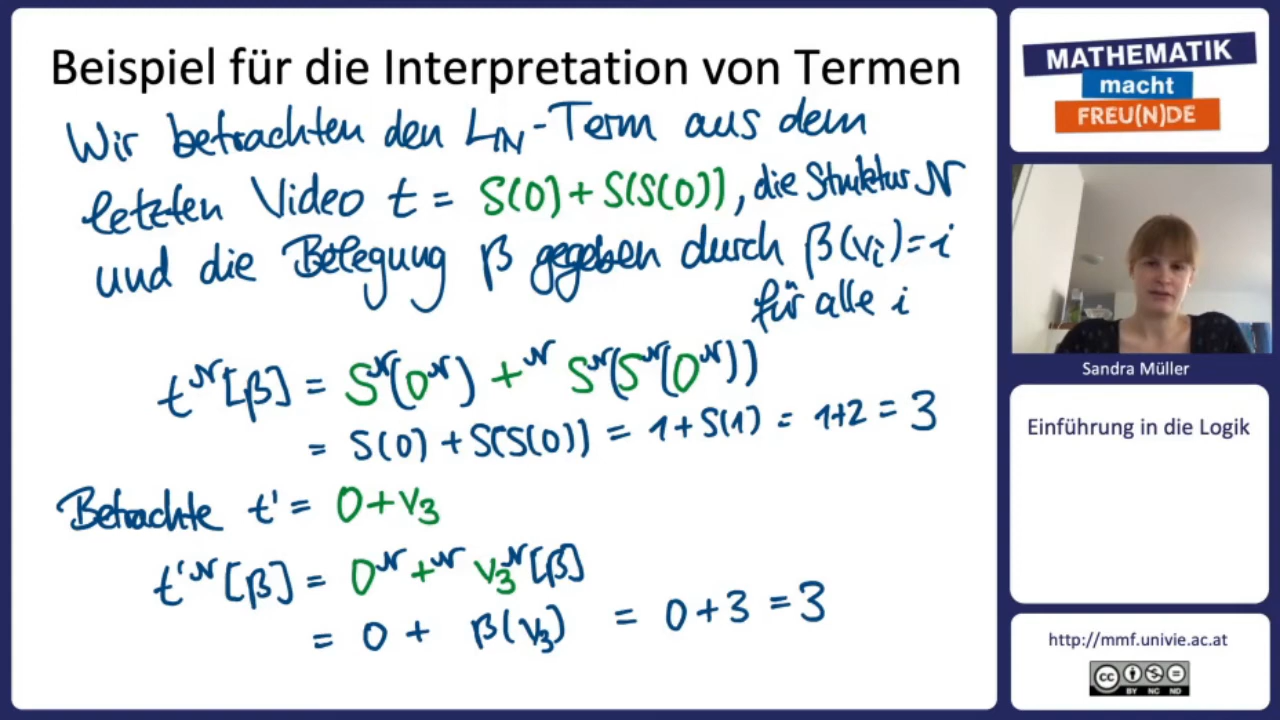 Beispiel für die Interpretation von Termen
Wir betrachten den L_ℕ-Term aus dem
letzten Video t = S(0) + S(S(0)), die Struktur 𝒩
und die Belegung β gegeben durch β(v_i) = i
für alle i
t^𝒩[β] = S^𝒩(0^𝒩) +^𝒩 S^𝒩(S^𝒩(0^𝒩))
= S(0) + S(S(0)) = 1 + S(1) = 1+2 = 3
Betrachte t' = 0+v_3
t'^𝒩[β] = 0^𝒩 +^𝒩 v_3^𝒩[β]
= 0 + β(v_3) = 0+3 = 3
MATHEMATIK
macht
FREU(N)DE
Sandra Müller
Einführung in die Logik
http://mmf.univie.ac.at
cc
BY NC ND